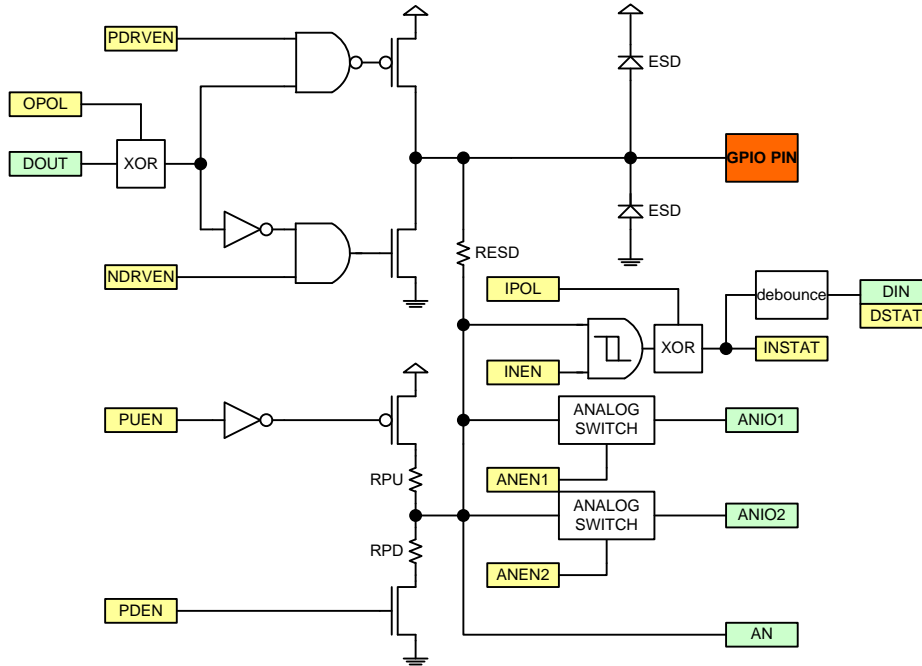 PDRVEN
ESD
OPOL
DOUT
XOR
GPIO PIN
ESD
RESD
NDRVEN
IPOL
debounce
DIN
DSTAT
XOR
INSTAT
INEN
PUEN
ANALOG
SWITCH
ANIO1
RPU
ANEN1
ANALOG
SWITCH
ANIO2
RPD
ANEN2
PDEN
AN